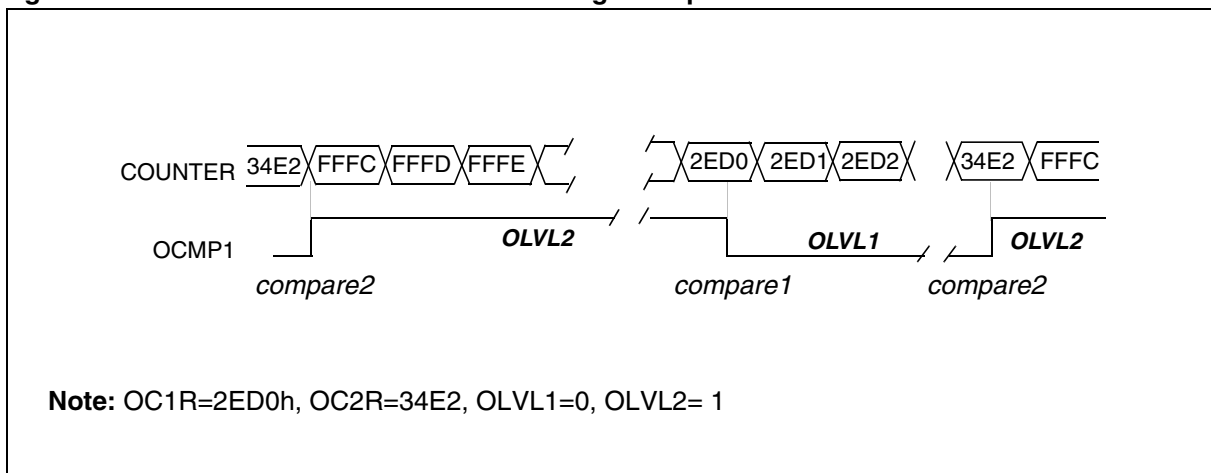 COUNTER 34E2 FFFC FFFD FFFE 2ED0 2ED1 2ED2 34E2 FFFC
OCMP1 OLVL2 OLVL1 OLVL2
compare2 compare1 compare2
Note: OC1R=2ED0h, OC2R=34E2, OLVL1=0, OLVL2= 1